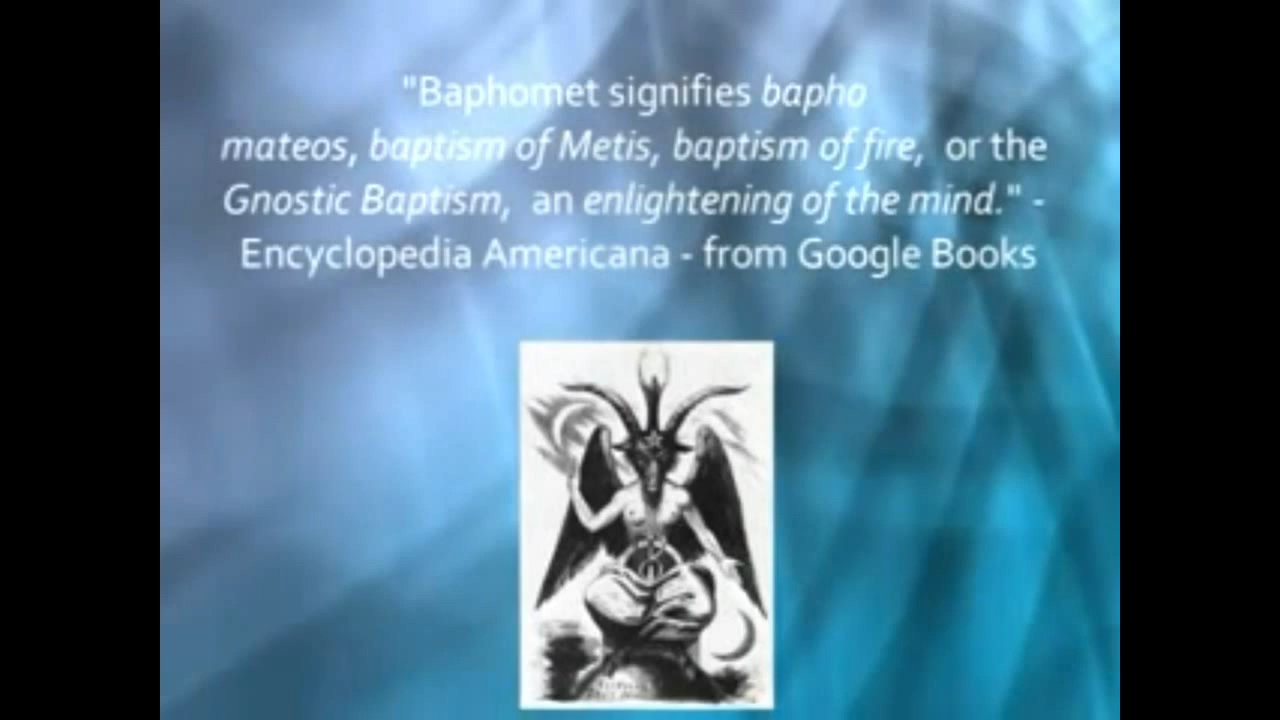 "Baphomet signifies bapho
mateos, baptism of Metis, baptism of fire, or the
Gnostic Baptism, an enlightening of the mind." -
Encyclopedia Americana - from Google Books